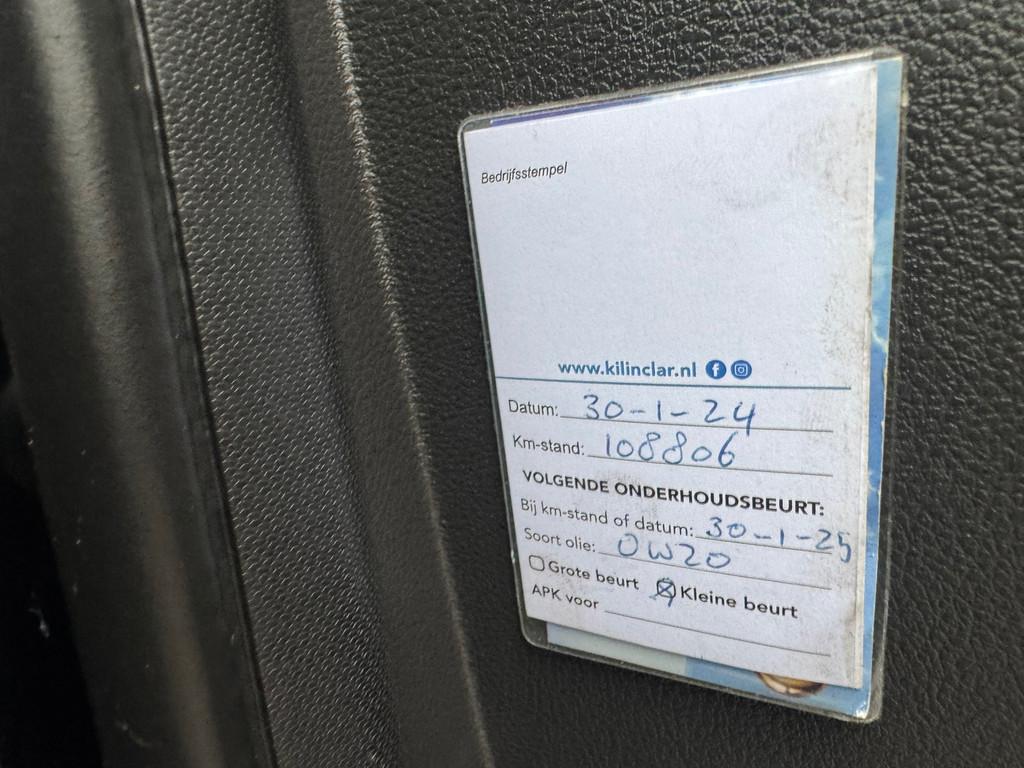 Bedrijfsstempel
www.kilinclar.nl
Datum: 30-1-24
Km-stand: 108806
VOLGENDE ONDERHOUDSBEURT:
Bij km-stand of datum: 30-1-25
Soort olie: 0W20
Grote beurt Kleine beurt
APK voor